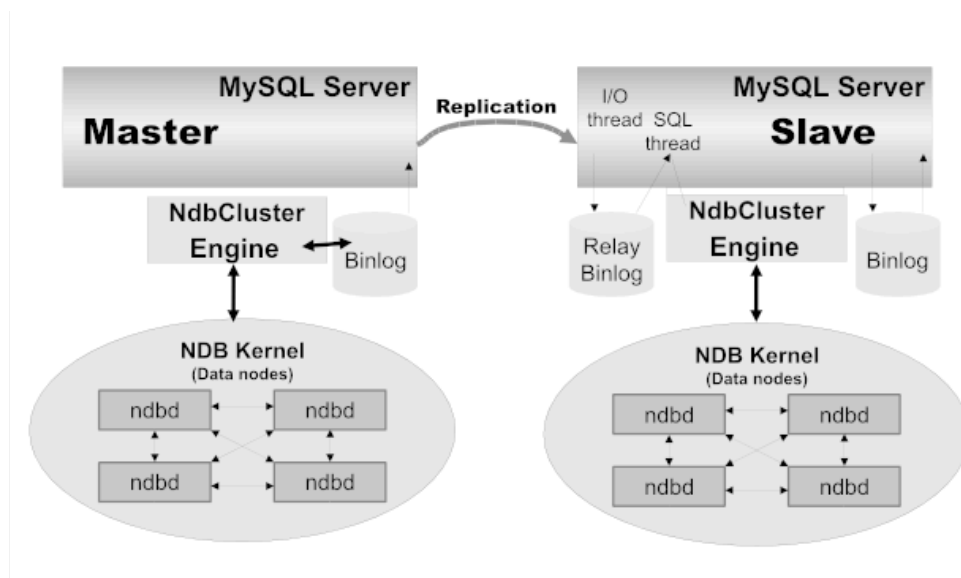 MySQL Server
Master
Replication
MySQL Server
I/O
thread
SQL
thread
Slave
NdbCluster
Engine
Binlog
Relay
Binlog
NdbCluster
Engine
Binlog
NDB Kernel
(Data nodes)
ndbd
ndbd
ndbd
ndbd
NDB Kernel
(Data nodes)
ndbd
ndbd
ndbd
ndbd